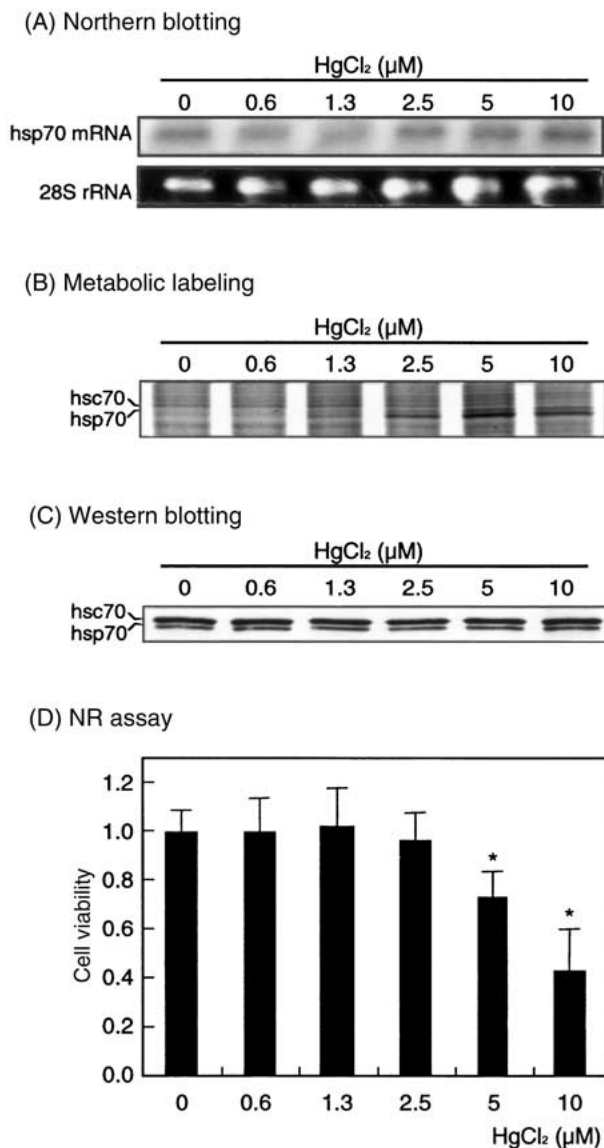 (A) Northern blotting
HgCl₂ (µM)
0 0.6 1.3 2.5 5 10
hsp70 mRNA
28S rRNA
(B) Metabolic labeling
HgCl₂ (µM)
0 0.6 1.3 2.5 5 10
hsc70
hsp70
(C) Western blotting
HgCl₂ (µM)
0 0.6 1.3 2.5 5 10
hsc70
hsp70
(D) NR assay
1.2
1.0
0.8
0.6
0.4
0.2
0.0
Cell viability
*
*
0 0.6 1.3 2.5 5 10
HgCl₂ (µM)